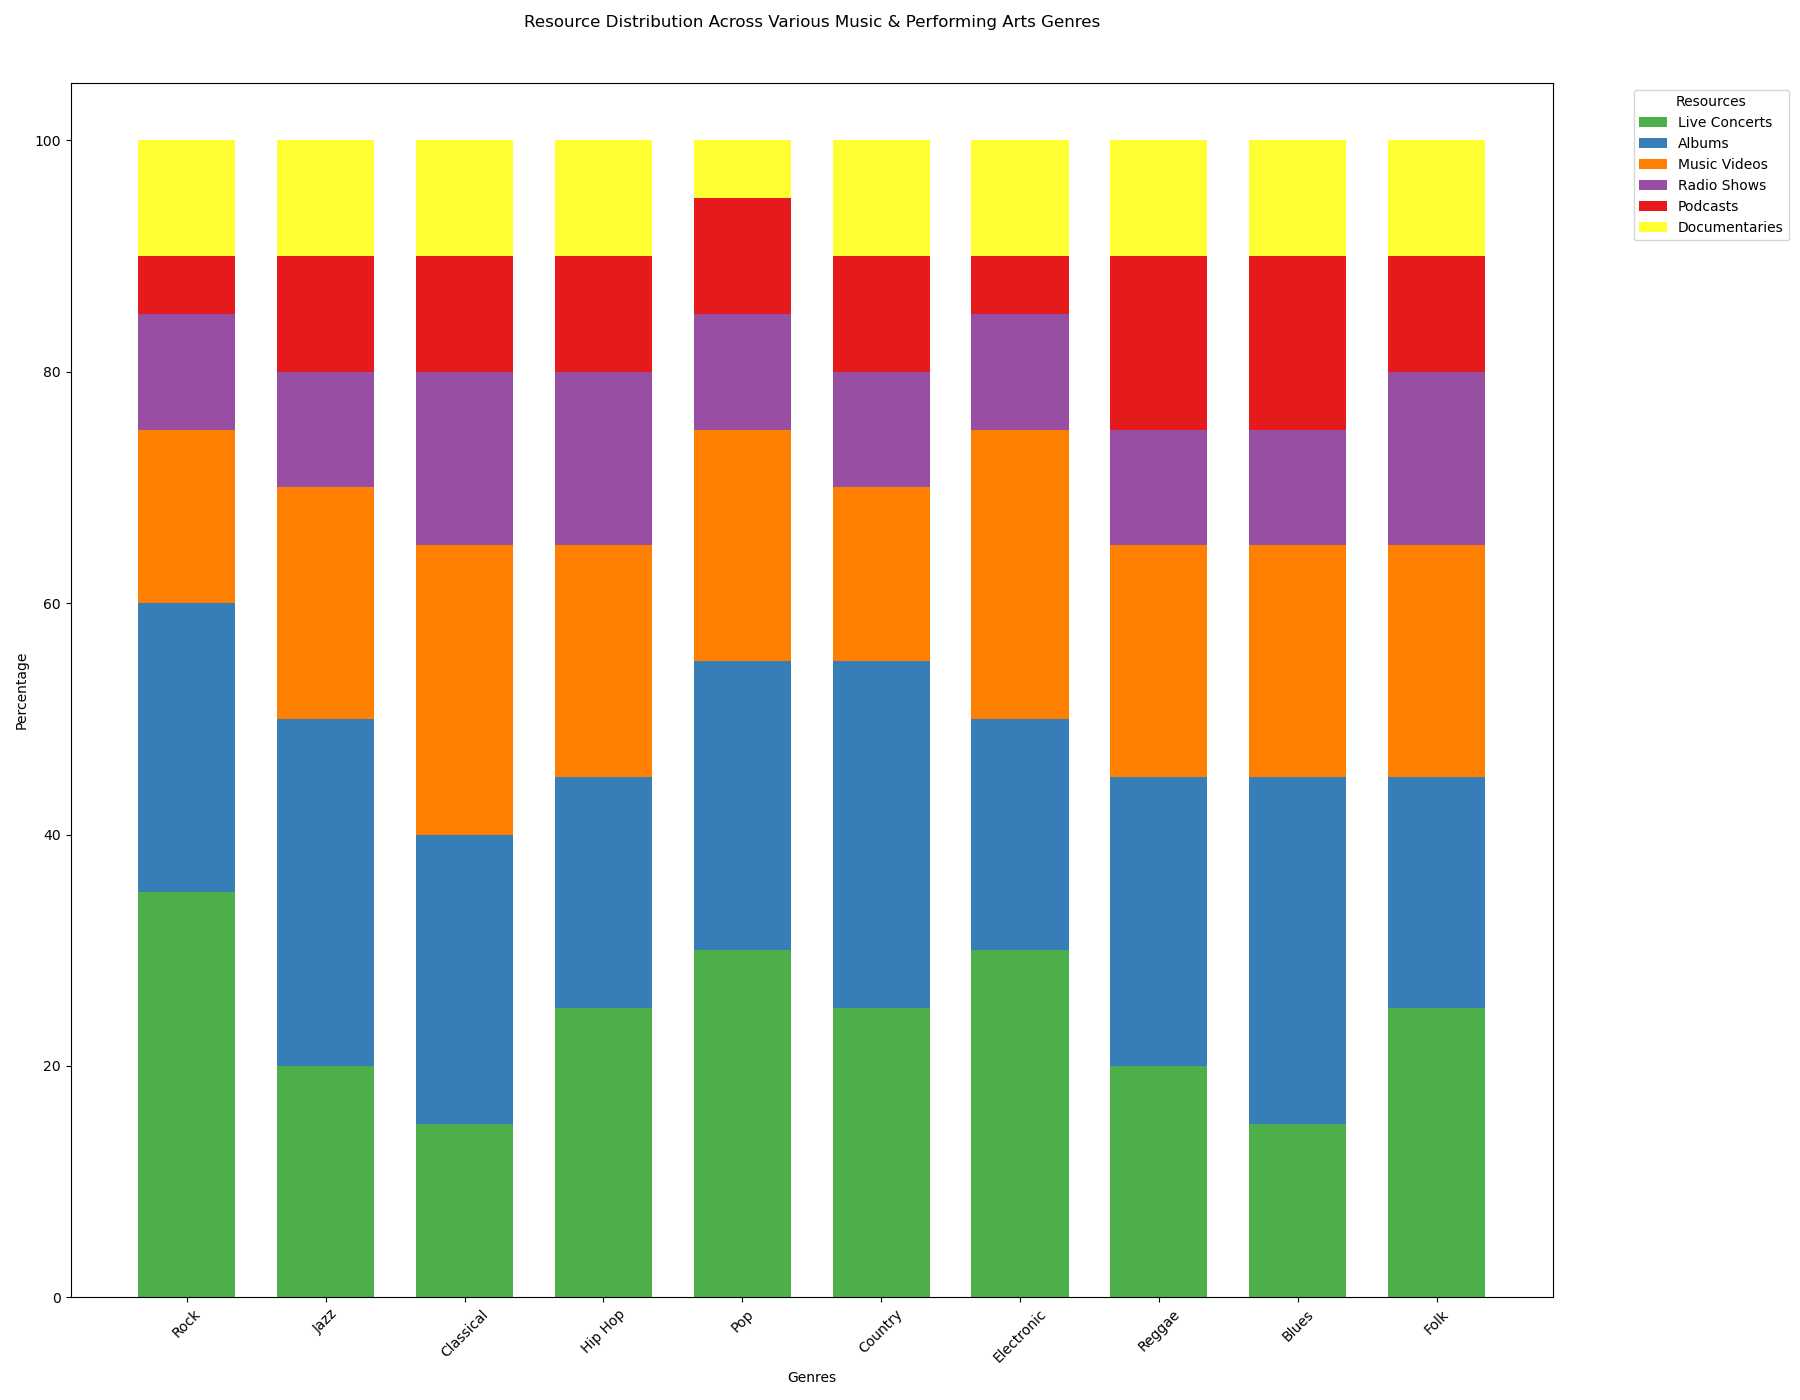 Resource Distribution Across Various Music & Performing Arts Genres
Resources
Live Concerts
Albums
Music Videos
Radio Shows
Podcasts
Documentaries
Percentage
100
80
60
40
20
0
Rock
Jazz
Classical
Hip Hop
Pop
Country
Electronic
Reggae
Blues
Folk
Genres